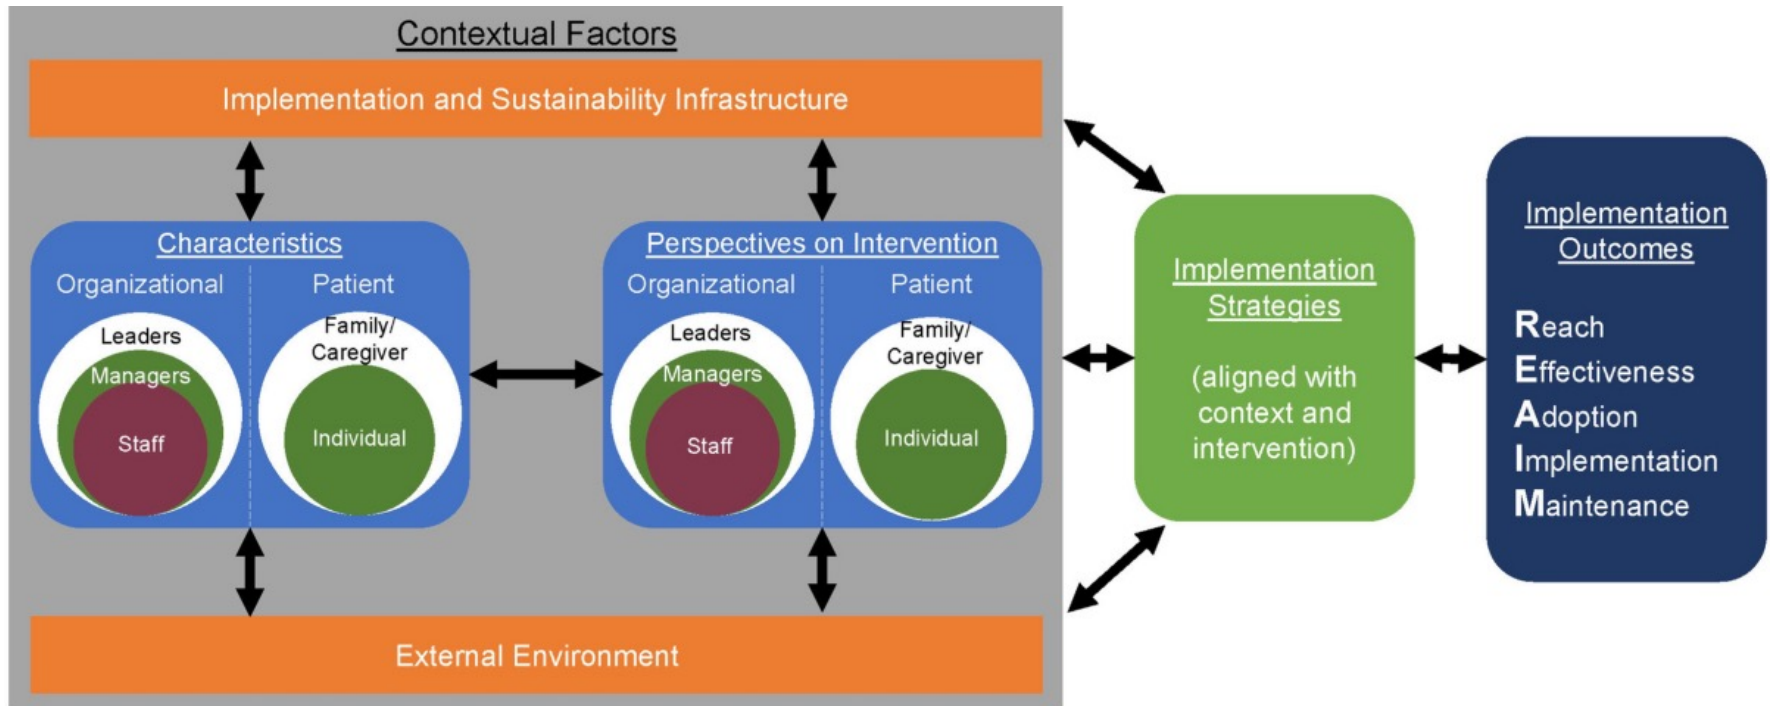 Contextual Factors
Implementation and Sustainability Infrastructure
Characteristics
Organizational
Patient
Leaders
Managers
Staff
Family/
Caregiver
Individual
Perspectives on Intervention
Organizational
Patient
Leaders
Managers
Staff
Family/
Caregiver
Individual
External Environment
Implementation
Strategies
(aligned with
context and
intervention)
Implementation
Outcomes
Reach
Effectiveness
Adoption
Implementation
Maintenance